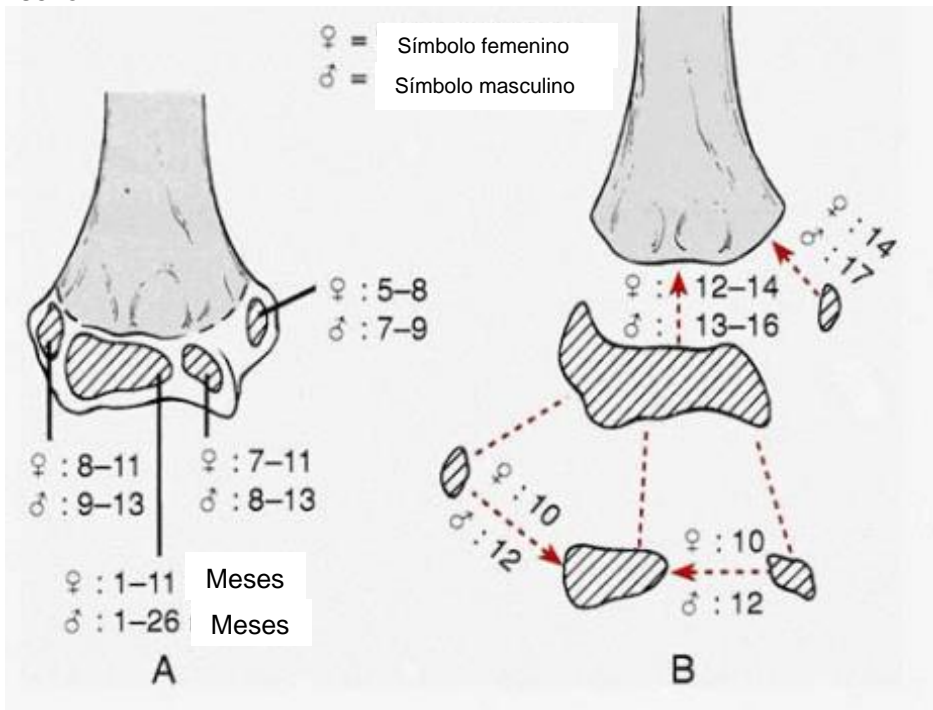 ♀ = Símbolo femenino
♂ = Símbolo masculino
♀ : 5–8
♂ : 7–9
♀ : 8–11
♂ : 9–13
♀ : 7–11
♂ : 8–13
♀ : 1–11 Meses
♂ : 1–26 Meses
A
♀ : 14
♂ : 17
♀ : 12–14
♂ : 13–16
♀ : 10
♂ : 12
♀ : 10
♂ : 12
B